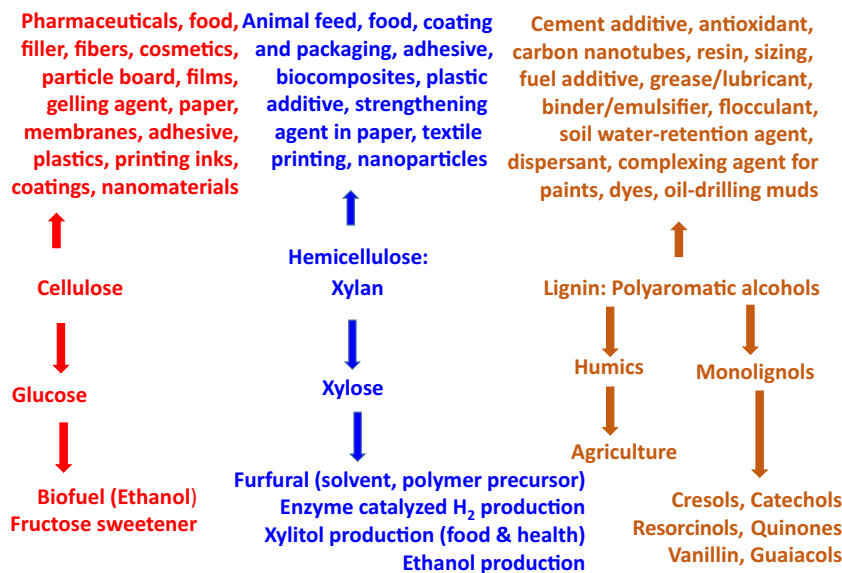 Pharmaceuticals, food,
filler, fibers, cosmetics,
particle board, films,
gelling agent, paper,
membranes, adhesive,
plastics, printing inks,
coatings, nanomaterials
Animal feed, food, coating
and packaging, adhesive,
biocomposites, plastic
additive, strengthening
agent in paper, textile
printing, nanoparticles
Cement additive, antioxidant,
carbon nanotubes, resin, sizing,
fuel additive, grease/lubricant,
binder/emulsifier, flocculant,
soil water-retention agent,
dispersant, complexing agent for
paints, dyes, oil-drilling muds
Cellulose
Hemicellulose:
Xylan
Lignin: Polyaromatic alcohols
Glucose
Xylose
Humics
Monolignols
Agriculture
Biofuel (Ethanol)
Fructose sweetener
Furfural (solvent, polymer precursor)
Enzyme catalyzed H₂ production
Xylitol production (food & health)
Ethanol production
Cresols, Catechols
Resorcinols, Quinones
Vanillin, Guaiacols